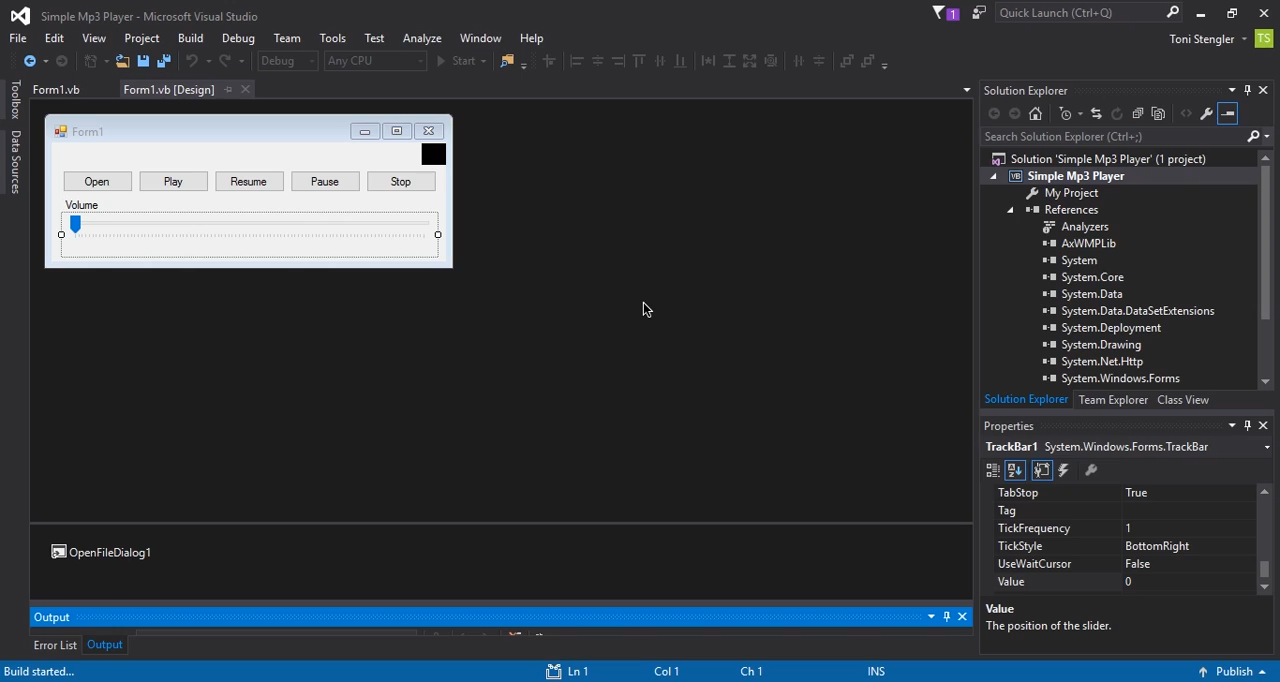 Simple Mp3 Player - Microsoft Visual Studio
1
Quick Launch (Ctrl+Q)
File Edit View Project Build Debug Team Tools Test Analyze Window Help
Toni Stengler TS
Debug Any CPU Start
Toolbox
Data Sources
Form1.vb Form1.vb [Design]
Form1
Open Play Resume Pause Stop
Volume
OpenFileDialog1
Output
Error List Output
Solution Explorer
Search Solution Explorer (Ctrl+;)
Solution 'Simple Mp3 Player' (1 project)
VB Simple Mp3 Player
My Project
References
Analyzers
AxWMPLib
System
System.Core
System.Data
System.Data.DataSetExtensions
System.Deployment
System.Drawing
System.Net.Http
System.Windows.Forms
Solution Explorer Team Explorer Class View
Properties
TrackBar1 System.Windows.Forms.TrackBar
TabStop True
Tag
TickFrequency 1
TickStyle BottomRight
UseWaitCursor False
Value 0
Value
The position of the slider.
Build started... Ln 1 Col 1 Ch 1 INS Publish